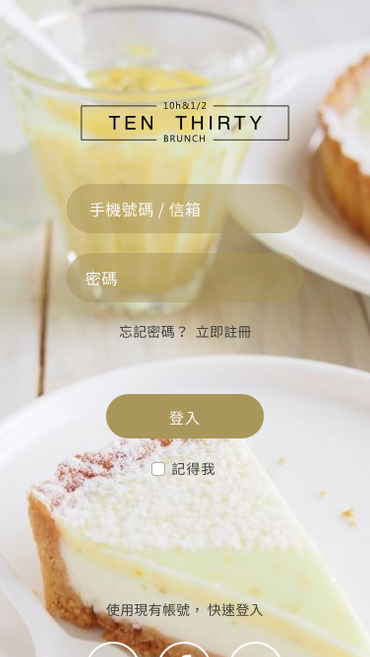 10h&1/2
TEN THIRTY
BRUNCH
手機號碼 / 信箱
密碼
忘記密碼？ 立即註冊
登入
記得我
使用現有帳號， 快速登入